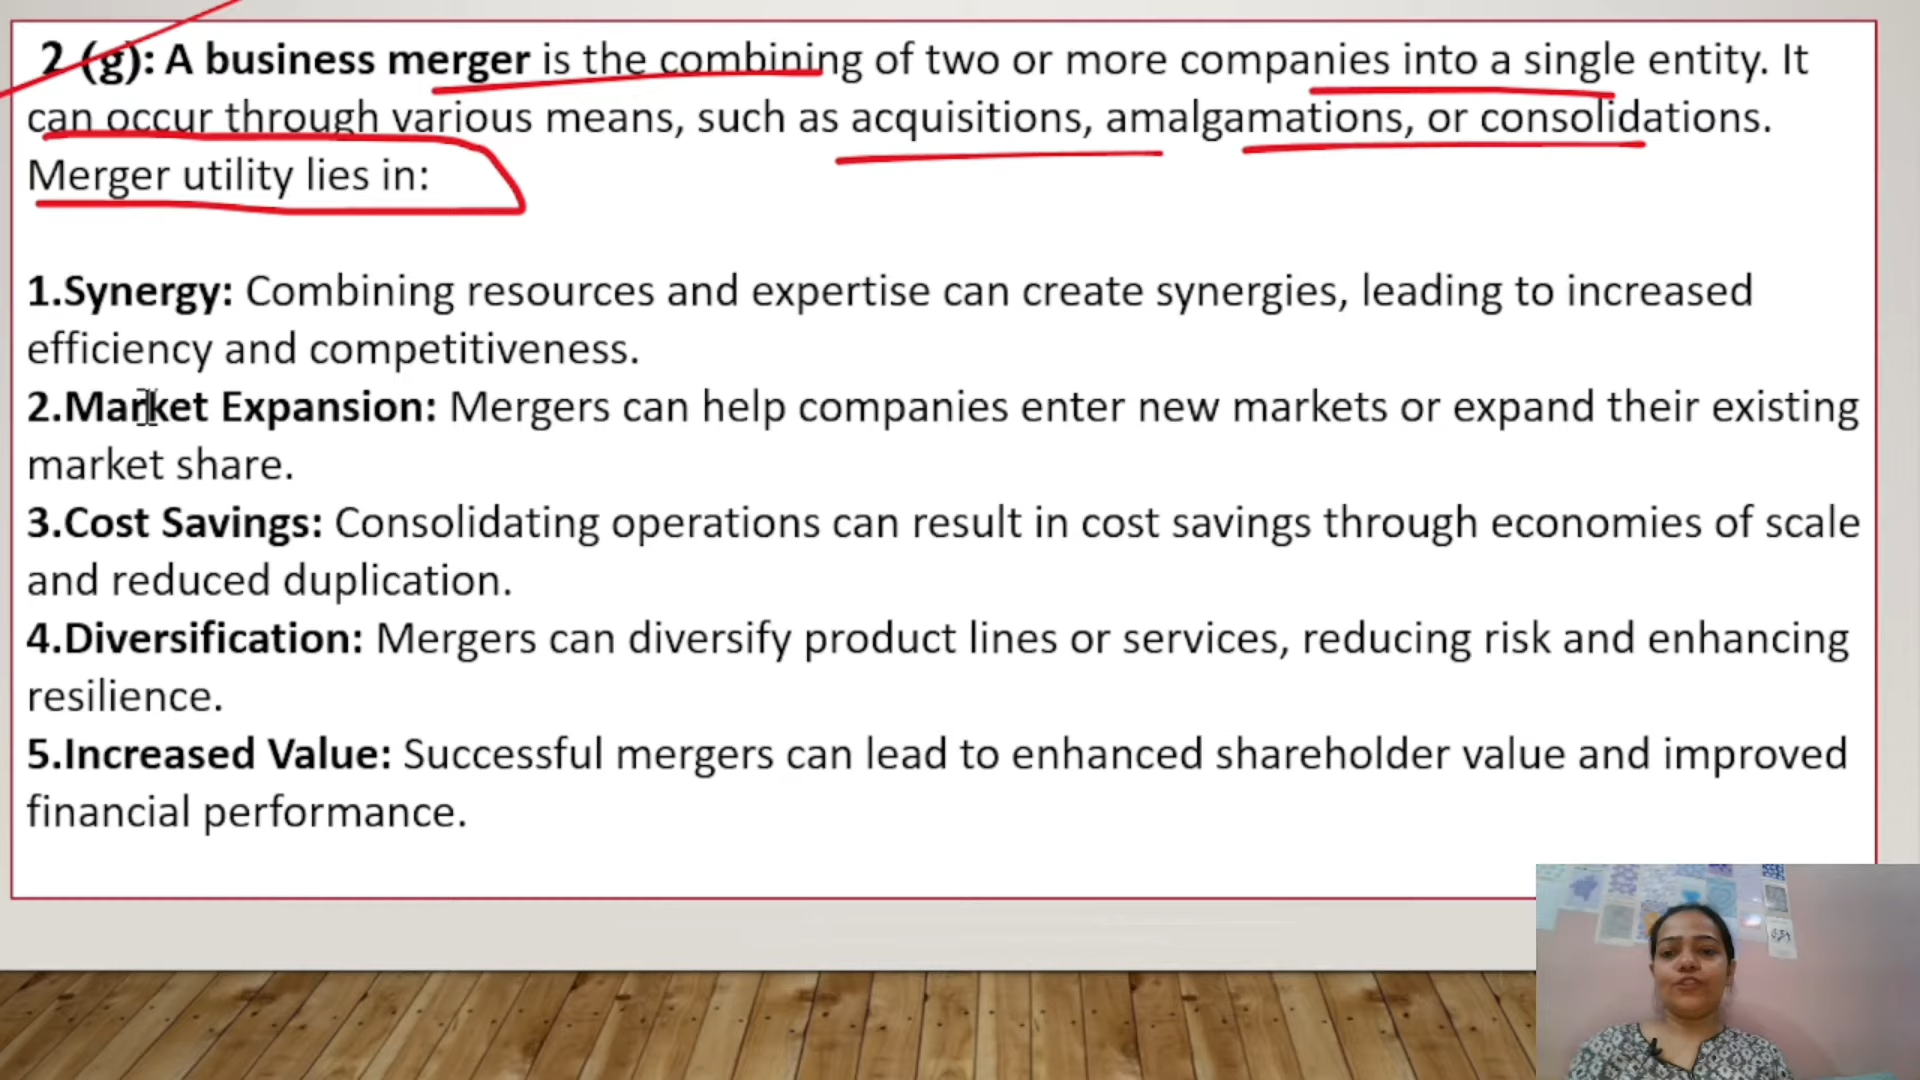 2 (g): A business merger is the combining of two or more companies into a single entity. It
can occur through various means, such as acquisitions, amalgamations, or consolidations.
Merger utility lies in:
1.Synergy: Combining resources and expertise can create synergies, leading to increased
efficiency and competitiveness.
2.Market Expansion: Mergers can help companies enter new markets or expand their existing
market share.
3.Cost Savings: Consolidating operations can result in cost savings through economies of scale
and reduced duplication.
4.Diversification: Mergers can diversify product lines or services, reducing risk and enhancing
resilience.
5.Increased Value: Successful mergers can lead to enhanced shareholder value and improved
financial performance.